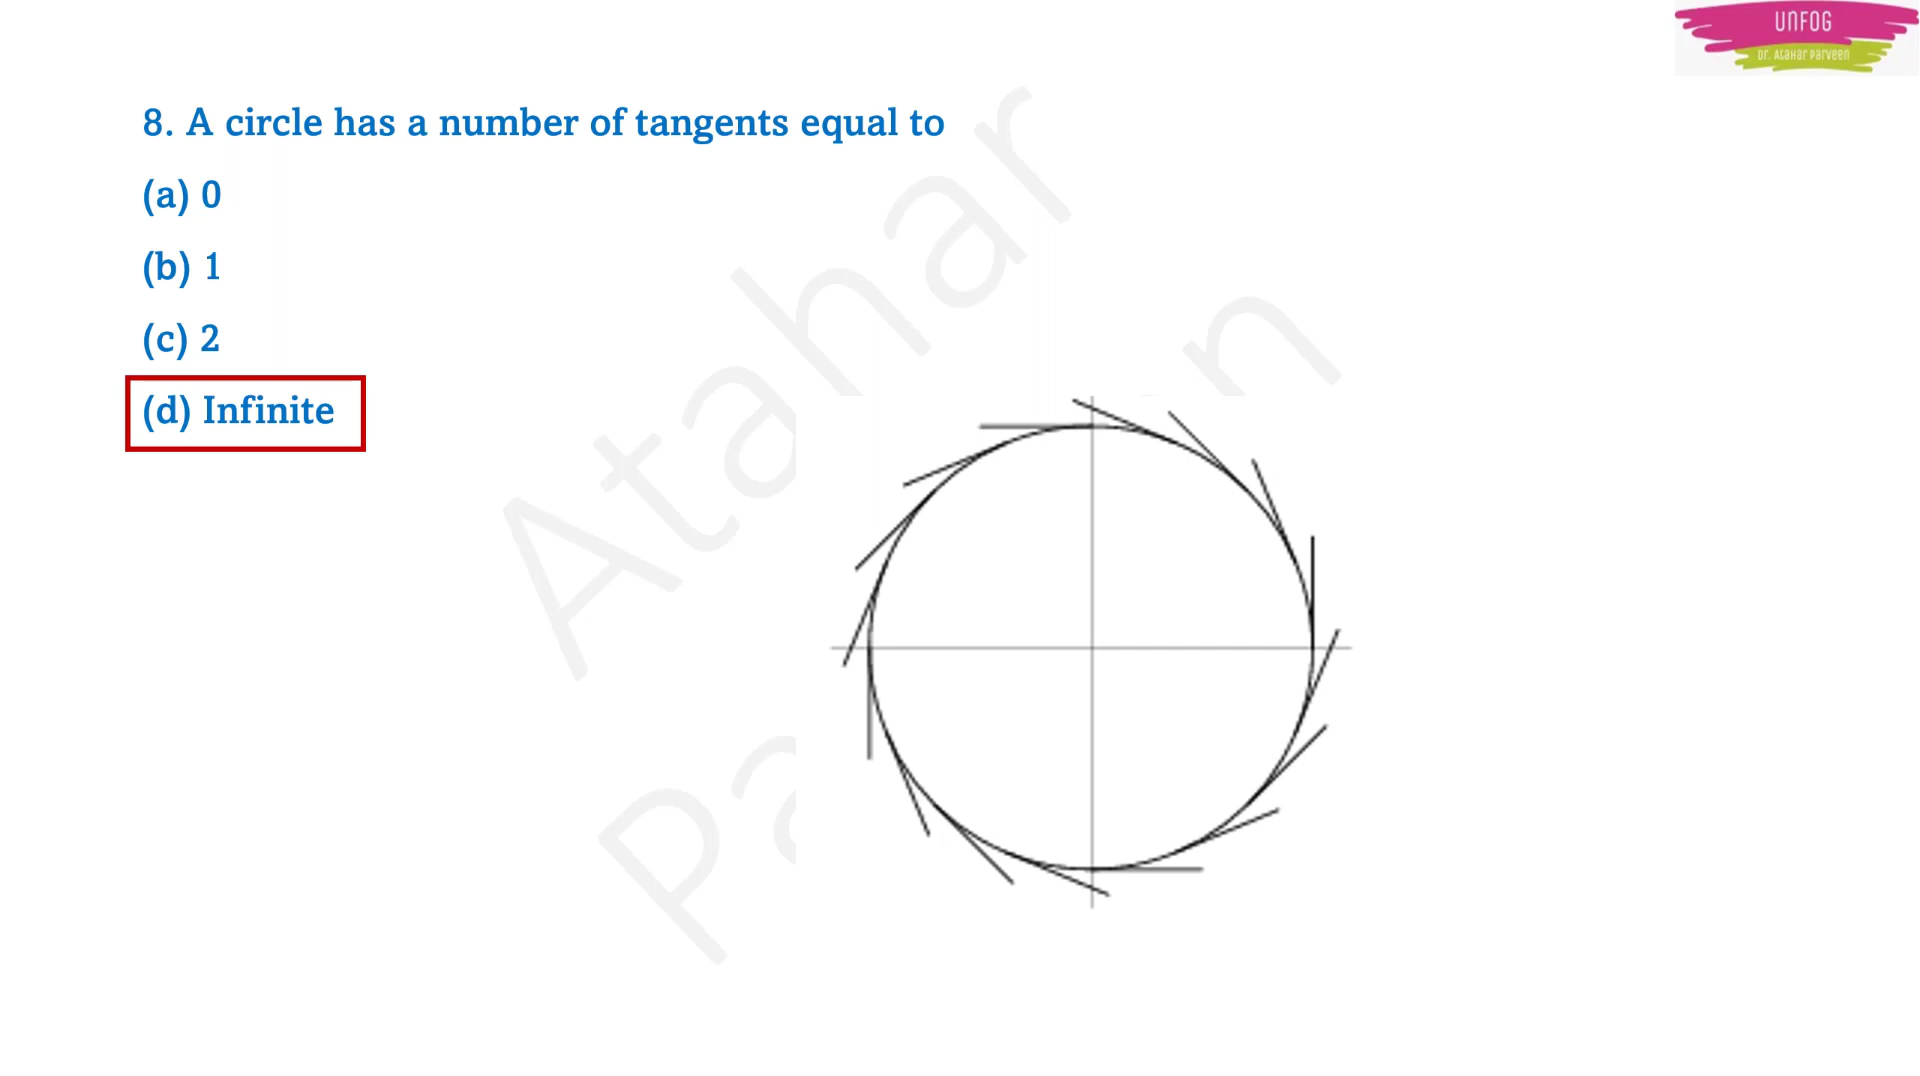 UNFOG
Dr. Atahar Parveen
8. A circle has a number of tangents equal to
(a) 0
(b) 1
(c) 2
(d) Infinite
Atahar
Pa n